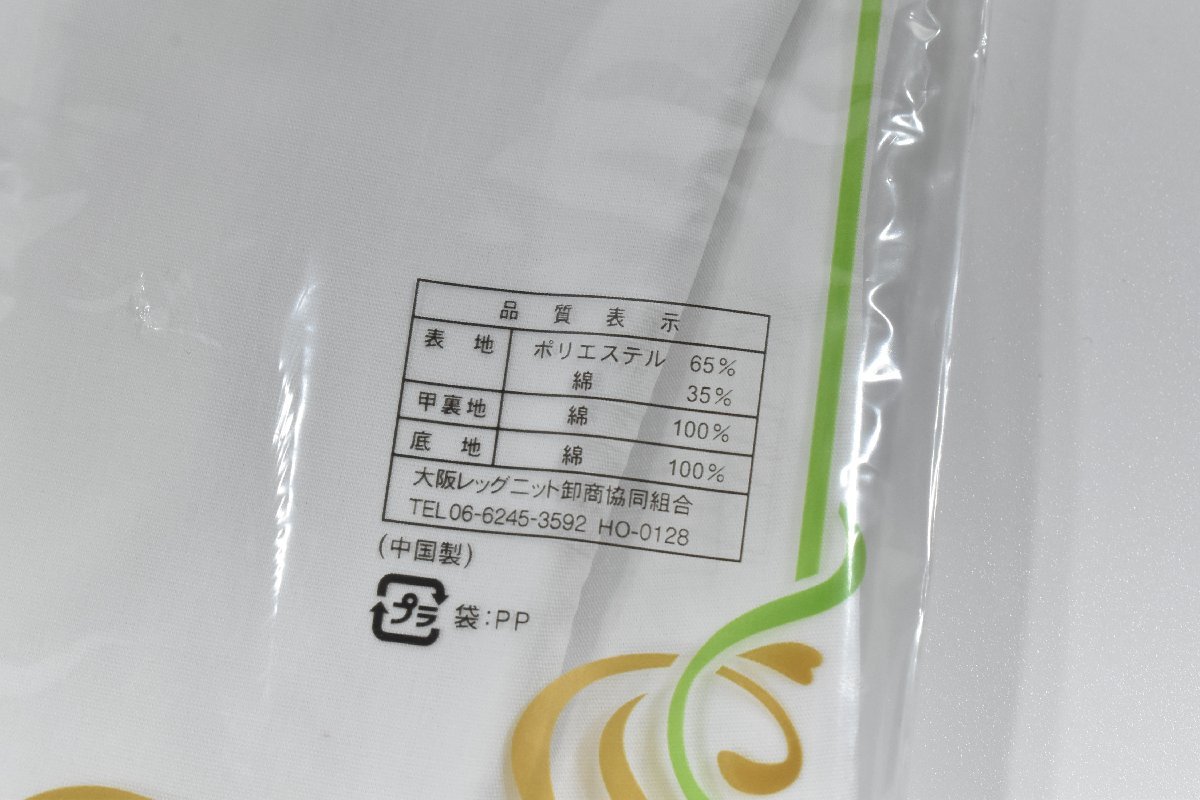 品質表示
表地 ポリエステル 65%
綿 35%
甲裏地 綿 100%
底地 綿 100%
大阪レッグニット卸商協同組合
TEL06-6245-3592 HO-0128
(中国製)
プラ 袋:PP